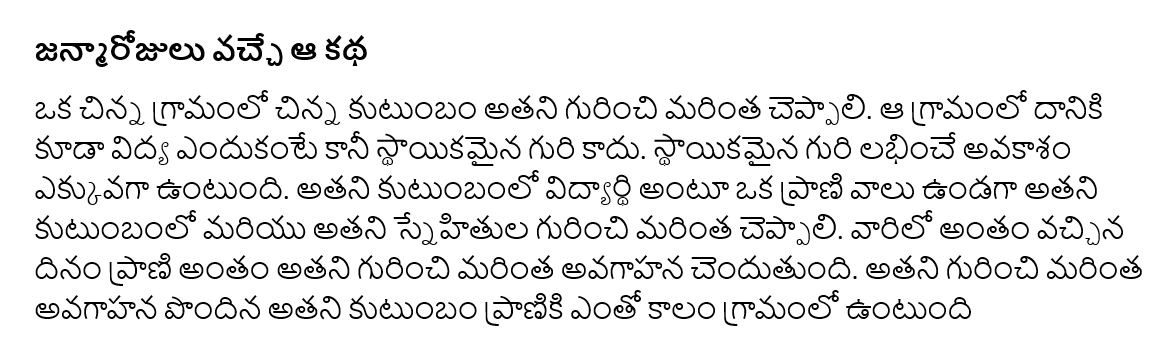 జన్మారోజులు వచ్చే ఆ కథ
ఒక చిన్న గ్రామంలో చిన్న కుటుంబం అతని గురించి మరింత చెప్పాలి. ఆ గ్రామంలో దానికి
కూడా విద్య ఎందుకంటే కానీ స్థాయికమైన గురి కాదు. స్థాయికమైన గురి లభించే అవకాశం
ఎక్కువగా ఉంటుంది. అతని కుటుంబంలో విద్యార్థి అంటూ ఒక ప్రాణి వాలు ఉండగా అతని
కుటుంబంలో మరియు అతని స్నేహితుల గురించి మరింత చెప్పాలి. వారిలో అంతం వచ్చిన
దినం ప్రాణి అంతం అతని గురించి మరింత అవగాహన చెందుతుంది. అతని గురించి మరింత
అవగాహన పొందిన అతని కుటుంబం ప్రాణికి ఎంతో కాలం గ్రామంలో ఉంటుంది